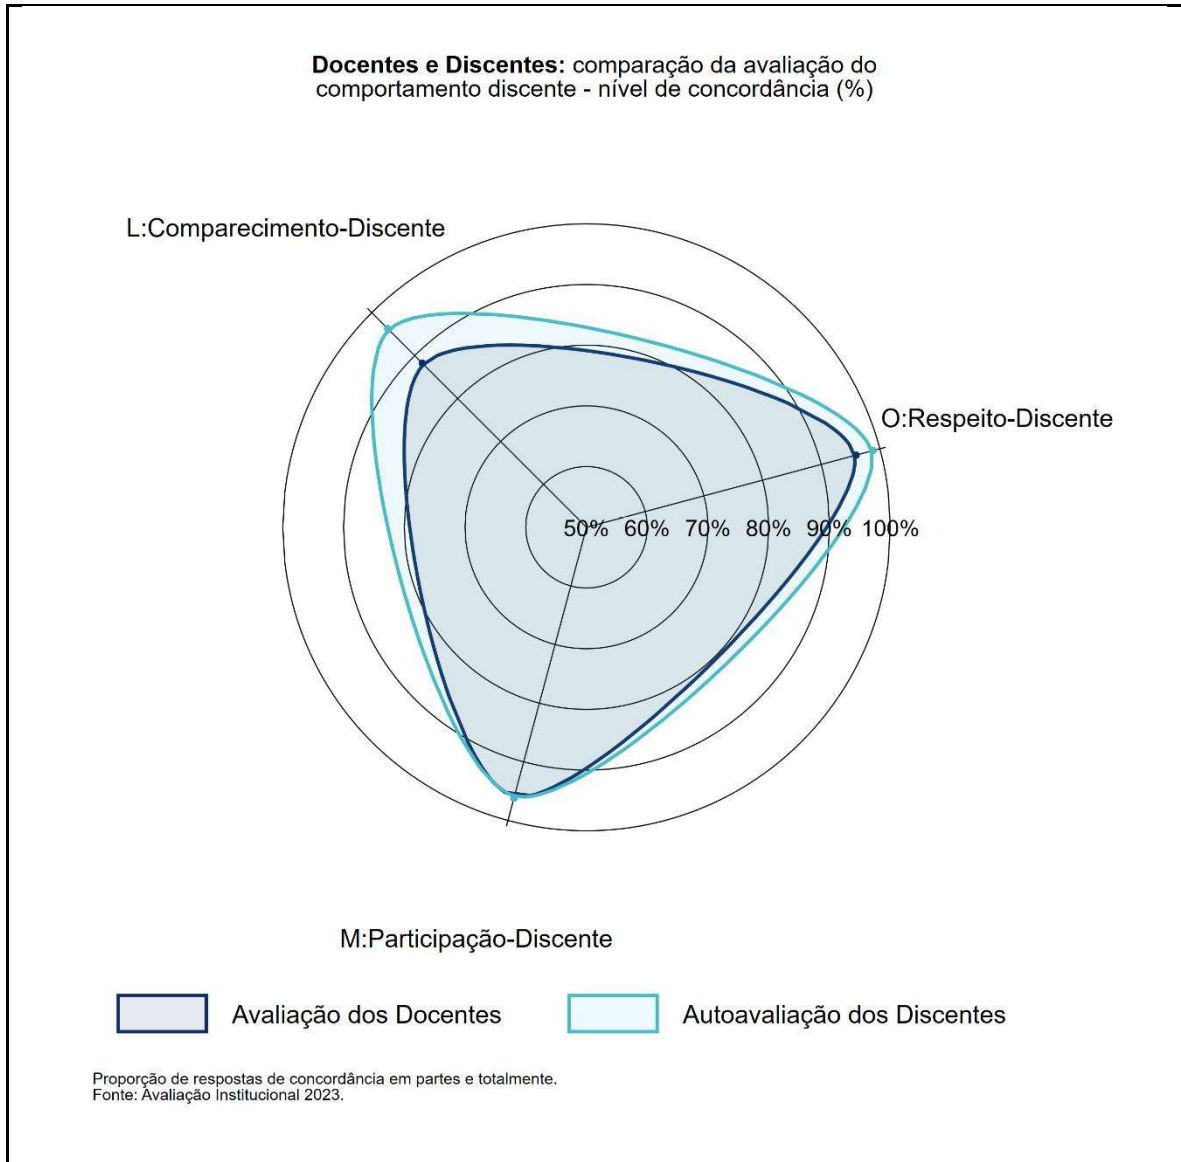 Docentes e Discentes: comparação da avaliação do
comportamento discente - nível de concordância (%)
L:Comparecimento-Discente
O:Respeito-Discente
50% 60% 70% 80% 90% 100%
M:Participação-Discente
Avaliação dos Docentes
Autoavaliação dos Discentes
Proporção de respostas de concordância em partes e totalmente.
Fonte: Avaliação Institucional 2023.